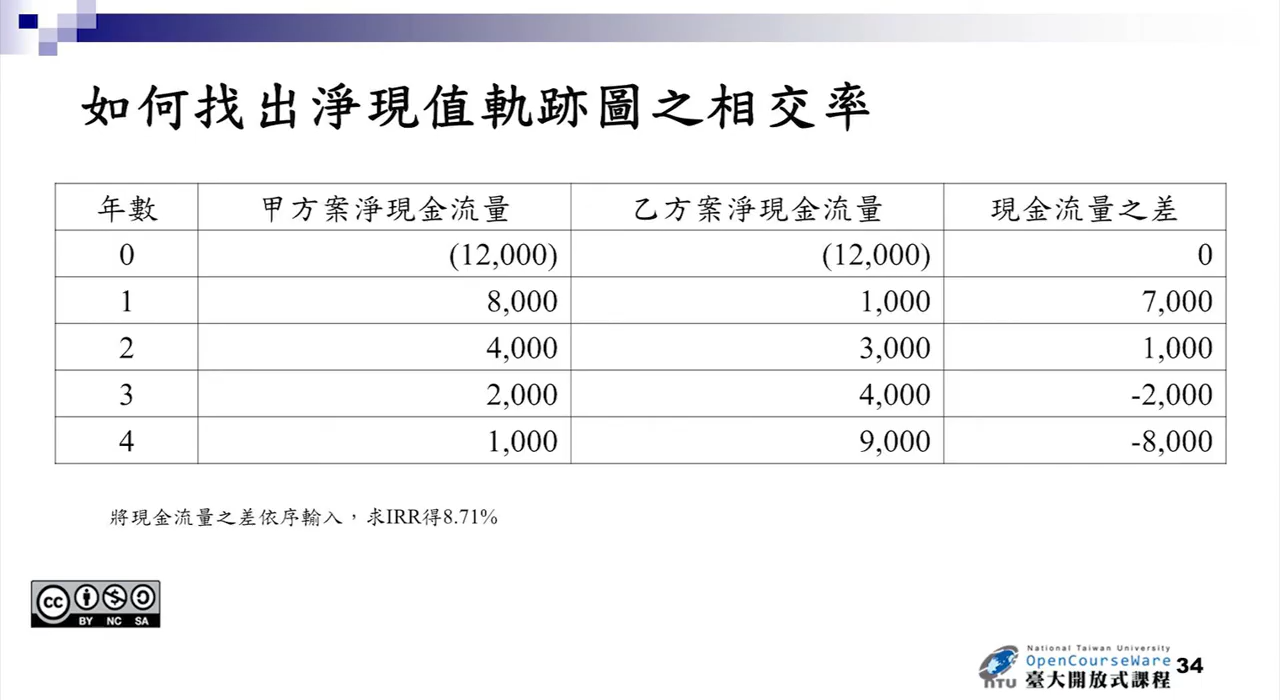 如何找出淨現值軌跡圖之相交率
年數 甲方案淨現金流量 乙方案淨現金流量 現金流量之差
0 (12,000) (12,000) 0
1 8,000 1,000 7,000
2 4,000 3,000 1,000
3 2,000 4,000 -2,000
4 1,000 9,000 -8,000
將現金流量之差依序輸入，求IRR得8.71%
cc
BY NC SA
National Taiwan University
OpenCourseWare
NTU 臺大開放式課程
34